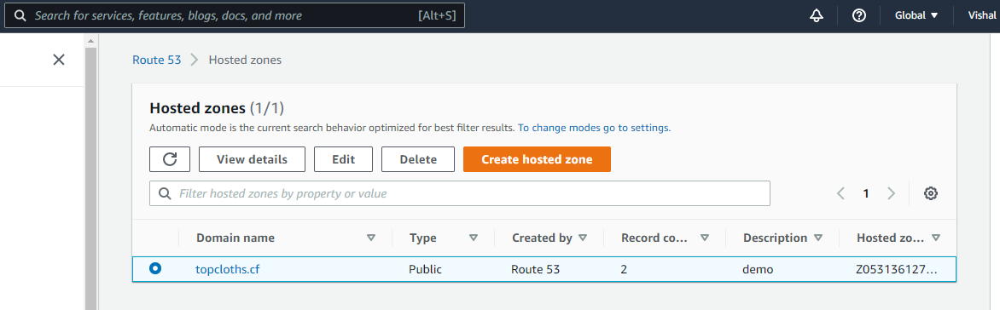 Search for services, features, blogs, docs, and more [Alt+S] Global Vishal
Route 53 Hosted zones
Hosted zones (1/1)
Automatic mode is the current search behavior optimized for best filter results. To change modes go to settings.
View details Edit Delete Create hosted zone
Filter hosted zones by property or value 1
Domain name Type Created by Record co... Description Hosted zo...
topcloths.cf Public Route 53 2 demo Z053136127...